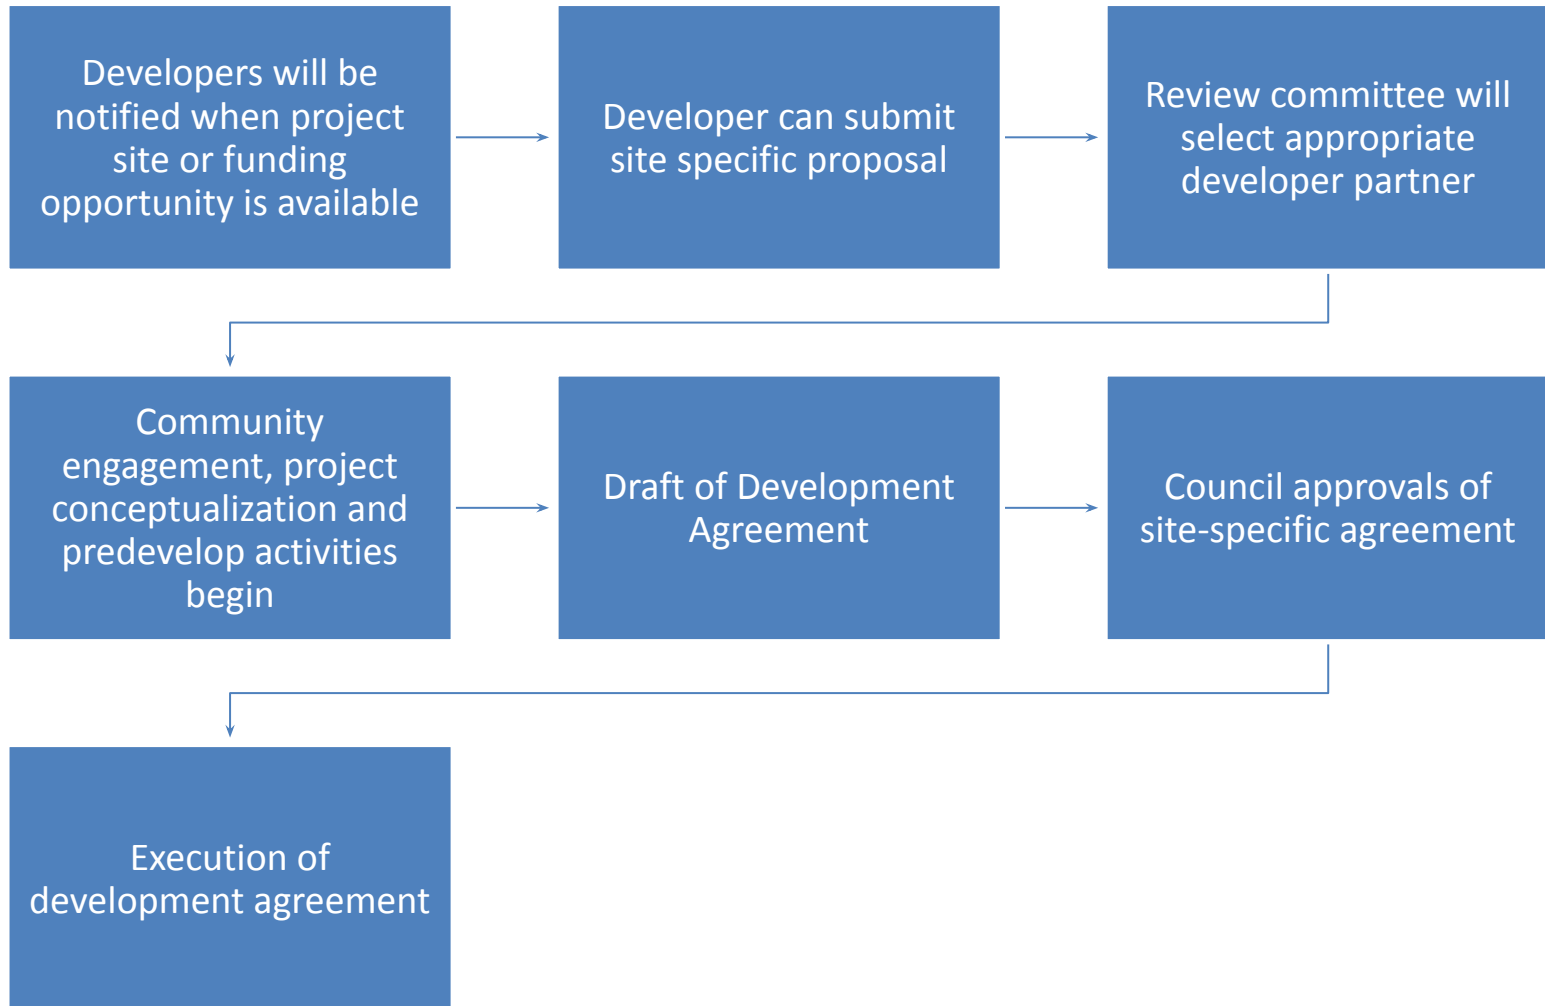 Developers will be
notified when project
site or funding
opportunity is available
Developer can submit
site specific proposal
Review committee will
select appropriate
developer partner
Community
engagement, project
conceptualization and
predevelop activities
begin
Draft of Development
Agreement
Council approvals of
site-specific agreement
Execution of
development agreement